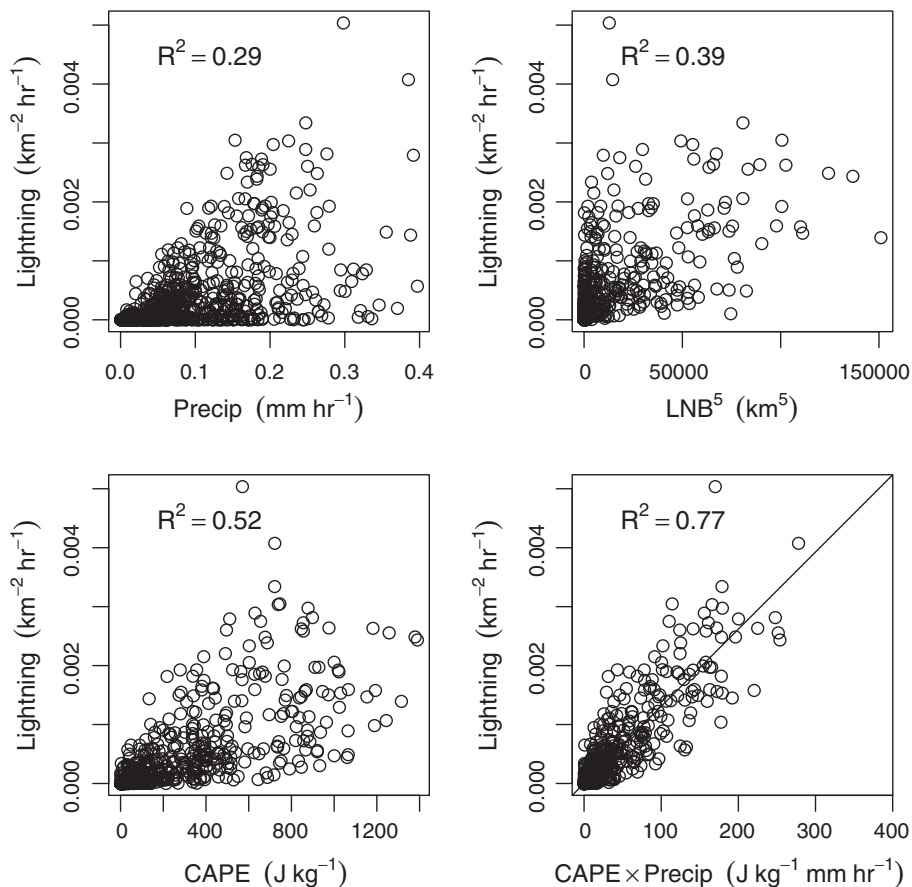 R² = 0.29
Lightning (km⁻² hr⁻¹)
0.004
0.002
0.000
0.0 0.1 0.2 0.3 0.4
Precip (mm hr⁻¹)
R² = 0.39
Lightning (km⁻² hr⁻¹)
0.004
0.002
0.000
0 50000 150000
LNB⁵ (km⁵)
R² = 0.52
Lightning (km⁻² hr⁻¹)
0.004
0.002
0.000
0 400 800 1200
CAPE (J kg⁻¹)
R² = 0.77
Lightning (km⁻² hr⁻¹)
0.004
0.002
0.000
0 100 200 300 400
CAPE × Precip (J kg⁻¹ mm hr⁻¹)